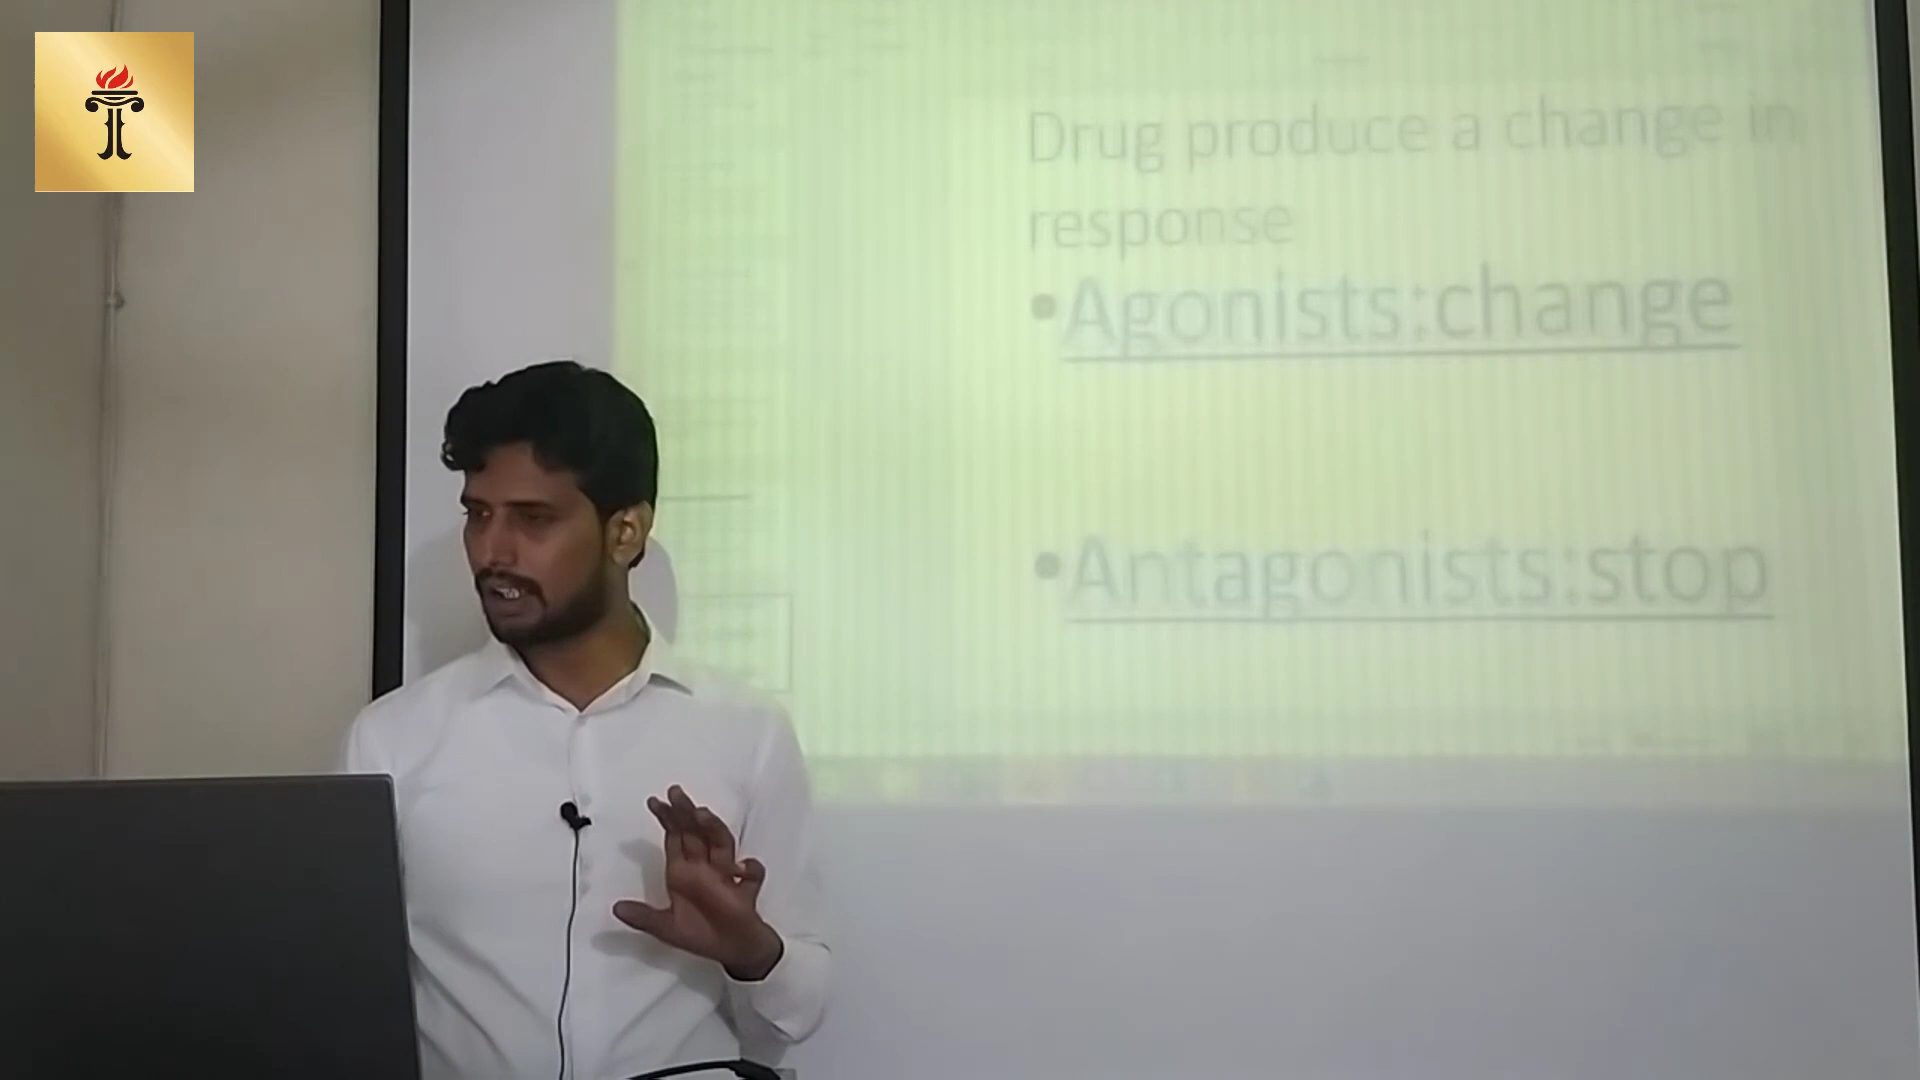 Drug produce a change in
response
•Agonists:change
•Antagonists:stop